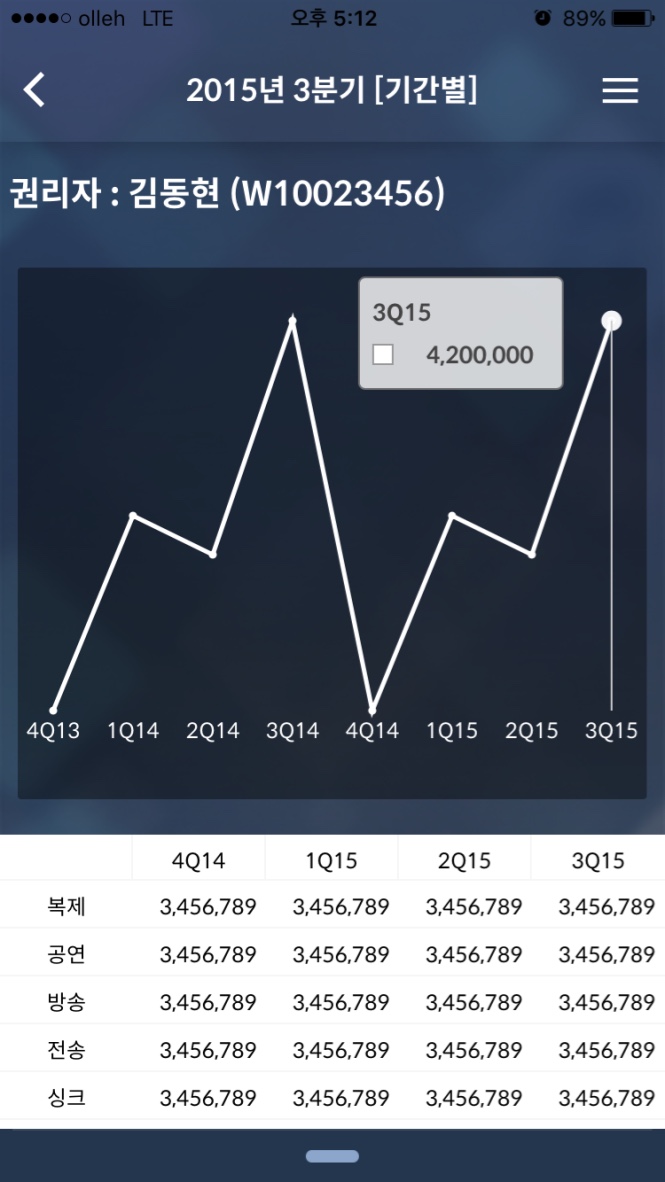 olleh LTE 오후 5:12 89%
2015년 3분기 [기간별]
권리자 : 김동현 (W10023456)
3Q15
4,200,000
4Q13 1Q14 2Q14 3Q14 4Q14 1Q15 2Q15 3Q15
4Q14 1Q15 2Q15 3Q15
복제 3,456,789 3,456,789 3,456,789 3,456,789
공연 3,456,789 3,456,789 3,456,789 3,456,789
방송 3,456,789 3,456,789 3,456,789 3,456,789
전송 3,456,789 3,456,789 3,456,789 3,456,789
싱크 3,456,789 3,456,789 3,456,789 3,456,789